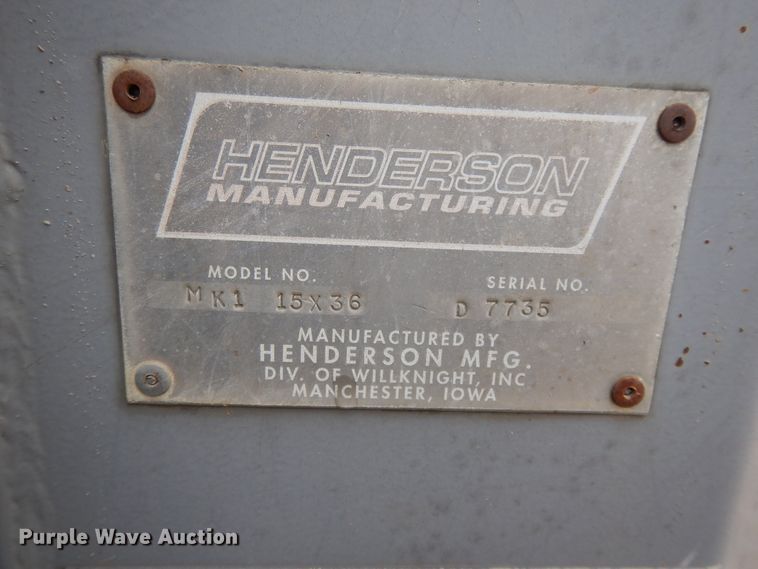 HENDERSON
MANUFACTURING
MODEL NO. SERIAL NO.
MK1 15X36 D 7735
MANUFACTURED BY
HENDERSON MFG.
DIV. OF WILLKNIGHT, INC
MANCHESTER, IOWA
Purple Wave Auction